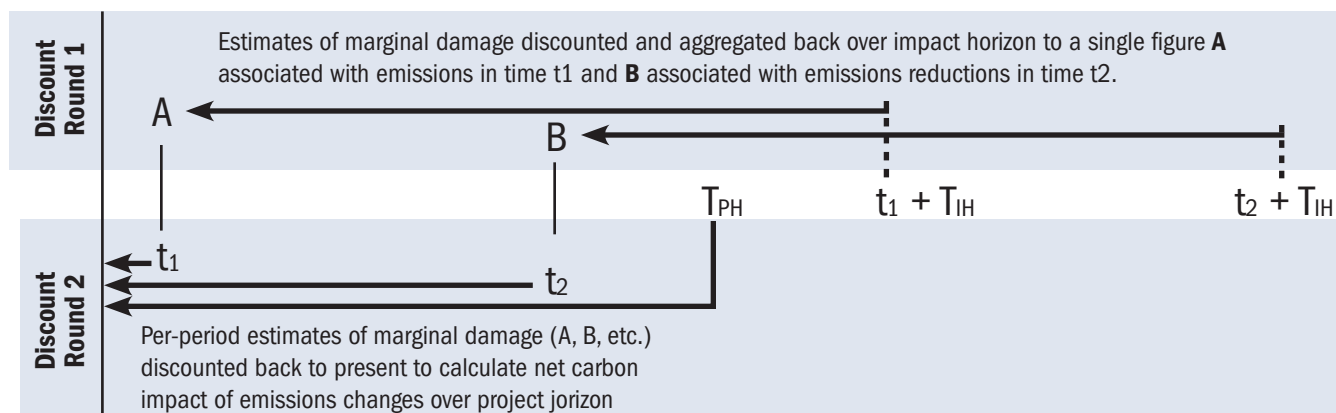 Discount
Round 1
Estimates of marginal damage discounted and aggregated back over impact horizon to a single figure A
associated with emissions in time t1 and B associated with emissions reductions in time t2.
A
B
TPH
t1 + TIH
t2 + TIH
Discount
Round 2
t1
t2
Per-period estimates of marginal damage (A, B, etc.)
discounted back to present to calculate net carbon
impact of emissions changes over project jorizon